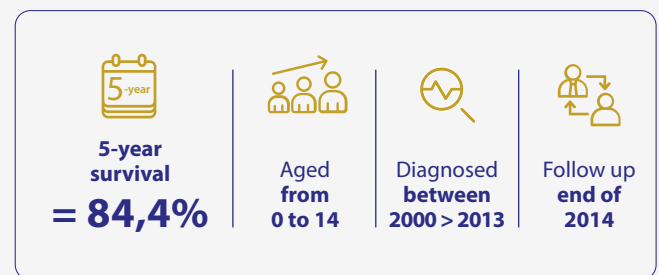 5-year
5-year
survival
= 84,4%
Aged
from
0 to 14
Diagnosed
between
2000 > 2013
Follow up
end of
2014